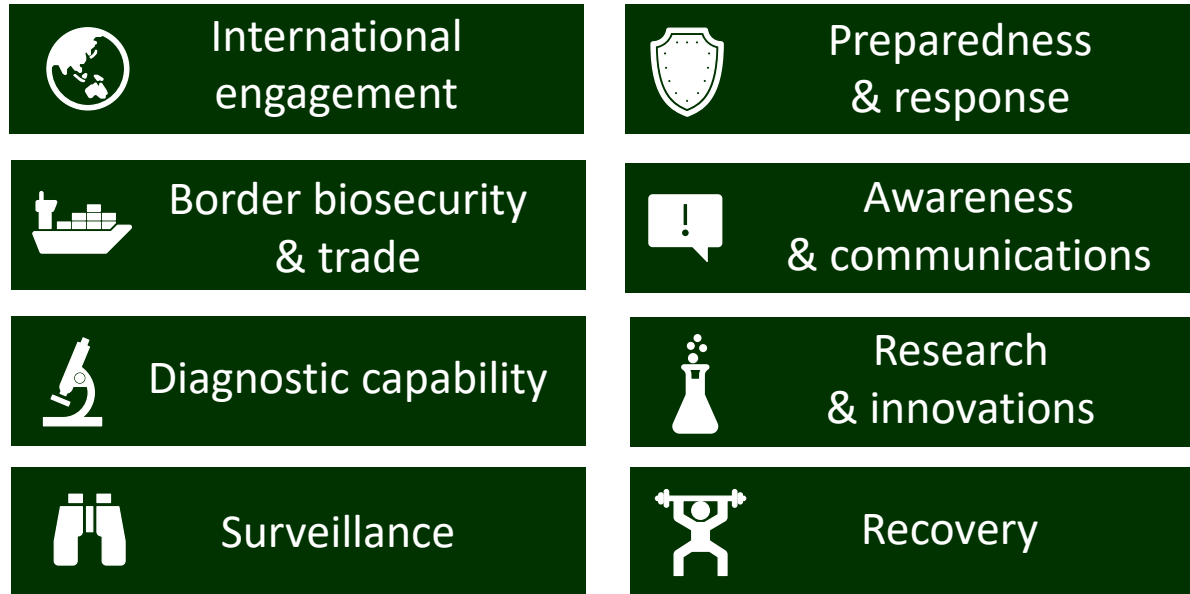 International
engagement
Border biosecurity
& trade
Diagnostic capability
Surveillance
Preparedness
& response
!
Awareness
& communications
Research
& innovations
Recovery